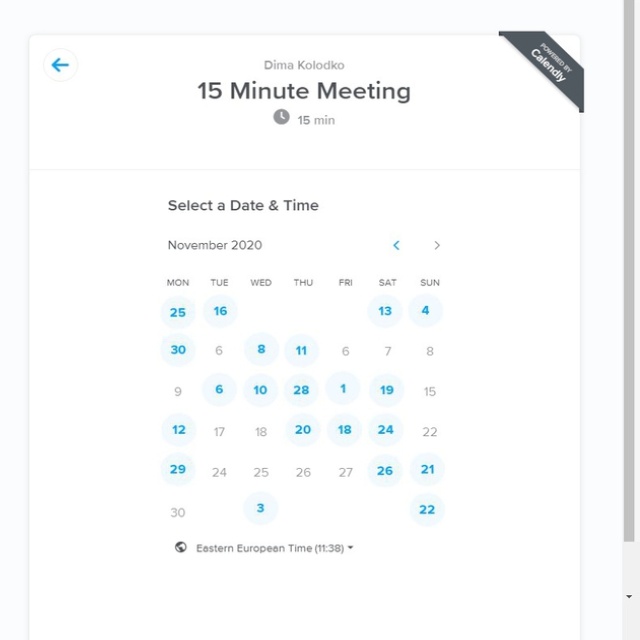 Dima Kolodko
15 Minute Meeting
15 min
POWERED BY
Calendly
Select a Date & Time
November 2020
MON TUE WED THU FRI SAT SUN
25 16 13 4
30 6 8 11 6 7 8
9 6 10 28 1 19 15
12 17 18 20 18 24 22
29 24 25 26 27 26 21
30 3 22
Eastern European Time (11:38)